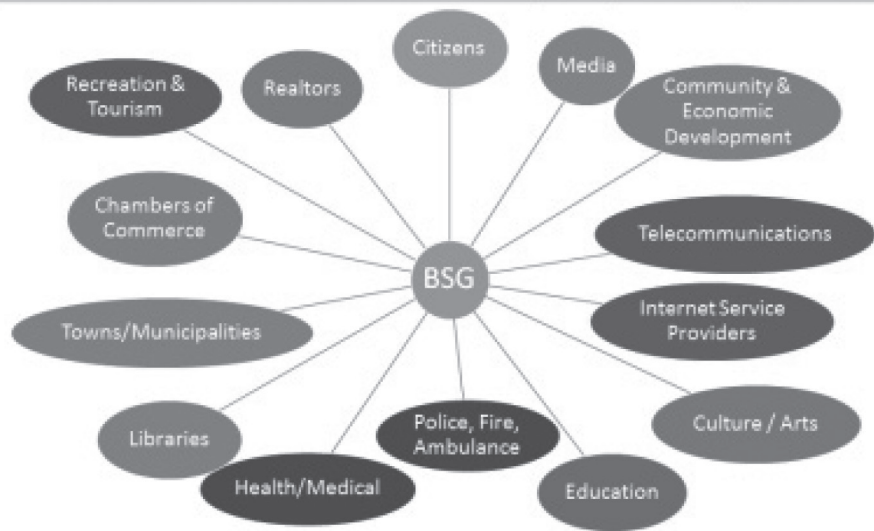 Citizens
Media
Realtors
Recreation &
Tourism
Community &
Economic
Development
Chambers of
Commerce
Telecommunications
BSG
Internet Service
Providers
Towns/Municipalities
Culture / Arts
Libraries
Police, Fire,
Ambulance
Health/Medical
Education